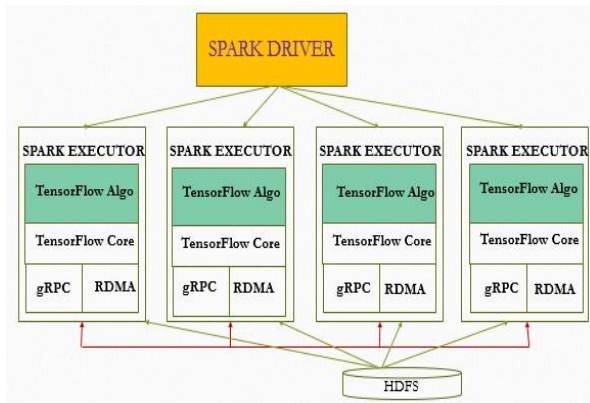 SPARK DRIVER
SPARK EXECUTOR
TensorFlow Algo
TensorFlow Core
gRPC
RDMA
SPARK EXECUTOR
TensorFlow Algo
TensorFlow Core
gRPC
RDMA
SPARK EXECUTOR
TensorFlow Algo
TensorFlow Core
gRPC
RDMA
SPARK EXECUTOR
TensorFlow Algo
TensorFlow Core
gRPC
RDMA
HDFS